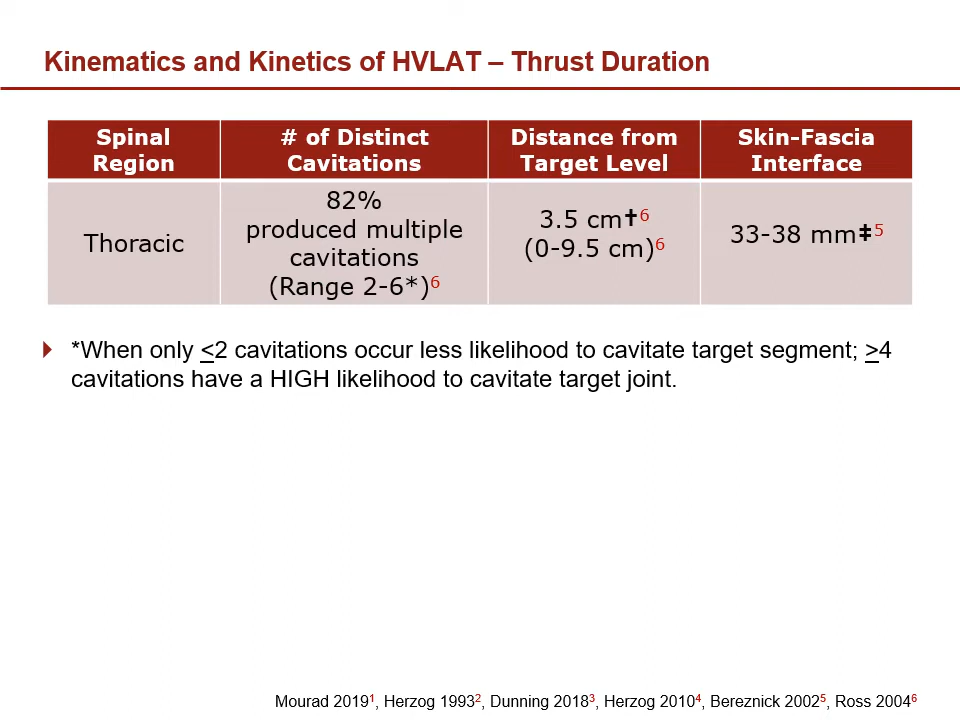 Kinematics and Kinetics of HVLAT – Thrust Duration
Spinal Region
# of Distinct Cavitations
Distance from Target Level
Skin-Fascia Interface
Thoracic
82%
produced multiple
cavitations
(Range 2-6*)6
3.5 cm✝6
(0-9.5 cm)6
33-38 mm‡5
*When only <2 cavitations occur less likelihood to cavitate target segment; >4
cavitations have a HIGH likelihood to cavitate target joint.
Mourad 20191, Herzog 19932, Dunning 20183, Herzog 20104, Bereznick 20025, Ross 20046